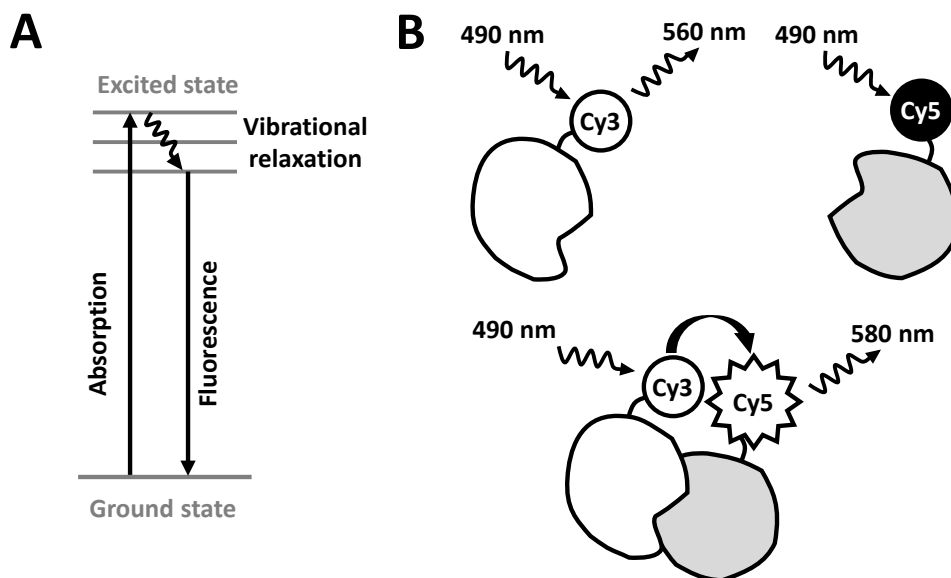 A
Excited state
Vibrational
relaxation
Absorption
Fluorescence
Ground state
B
490 nm
560 nm
Cy3
490 nm
Cy5
490 nm
580 nm
Cy3
Cy5